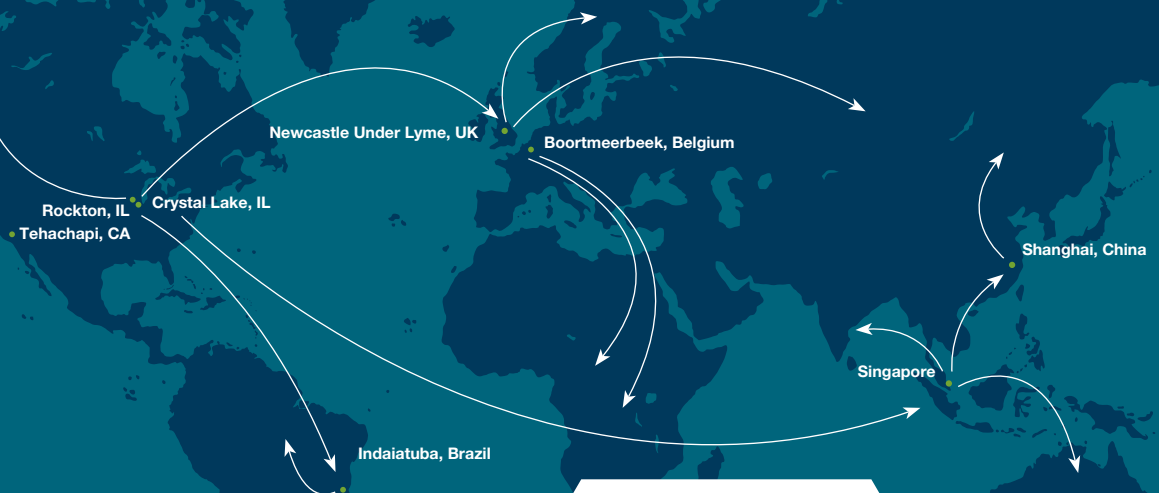 Newcastle Under Lyme, UK
Boortmeerbeek, Belgium
Crystal Lake, IL
Rockton, IL
Tehachapi, CA
Shanghai, China
Singapore
Indaiatuba, Brazil